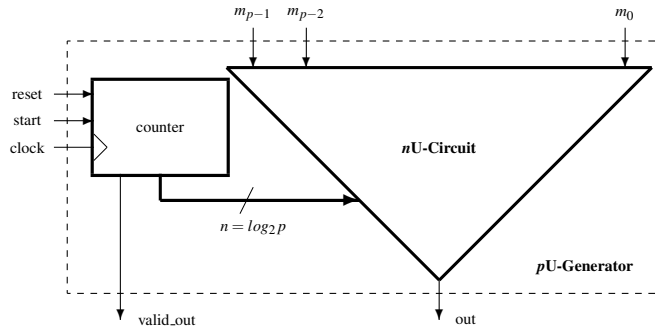 m_{p−1} m_{p−2} m_0
reset
start
clock
counter
nU-Circuit
n = log_2 p
pU-Generator
valid_out
out